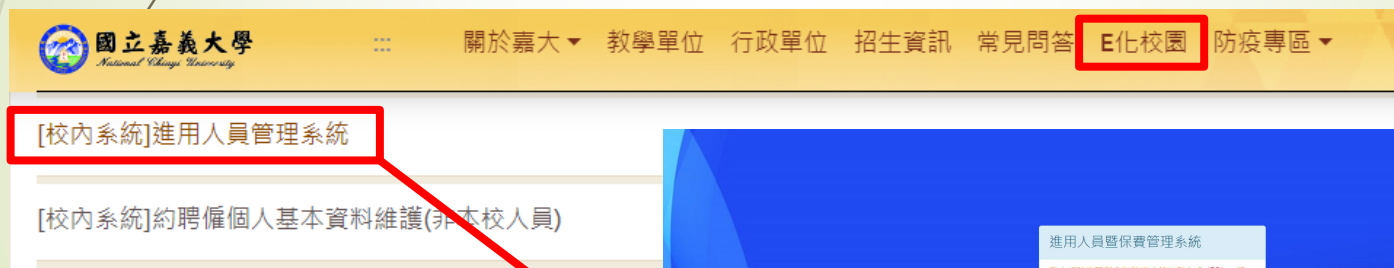 國立嘉義大學
National Chiayi University
::: 關於嘉大 教學單位 行政單位 招生資訊 常見問答 E化校園 防疫專區
[校內系統]進用人員管理系統
[校內系統]約聘僱個人基本資料維護(非本校人員)
進用人員暨保費管理系統